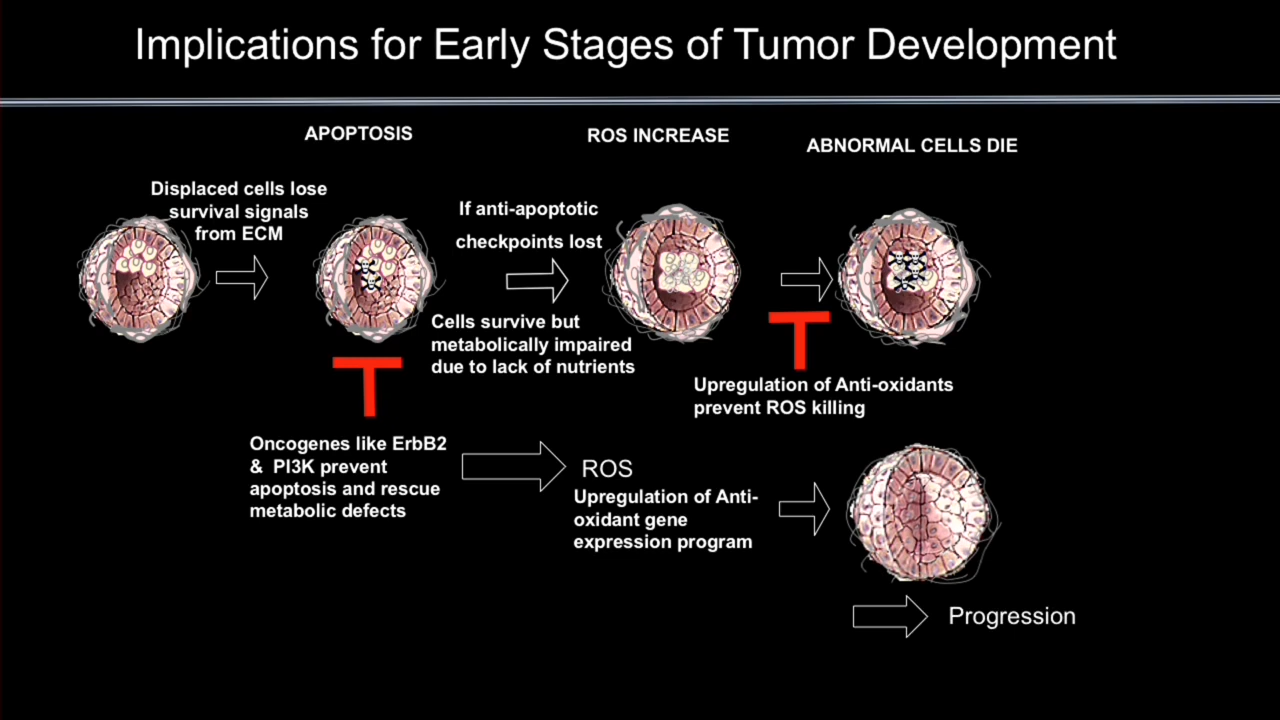 Implications for Early Stages of Tumor Development
APOPTOSIS
ROS INCREASE
ABNORMAL CELLS DIE
Displaced cells lose
survival signals
from ECM
If anti-apoptotic
checkpoints lost
Cells survive but
metabolically impaired
due to lack of nutrients
Upregulation of Anti-oxidants
prevent ROS killing
Oncogenes like ErbB2
& PI3K prevent
apoptosis and rescue
metabolic defects
ROS
Upregulation of Anti-
oxidant gene
expression program
Progression